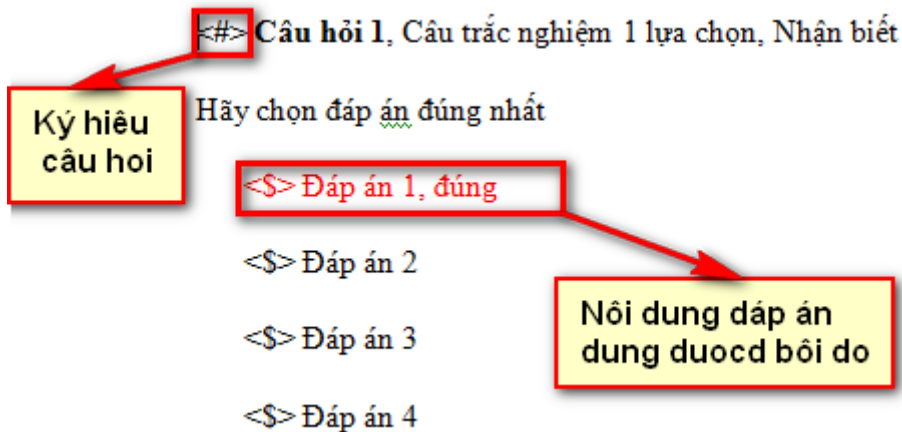 <#> Câu hỏi 1, Câu trắc nghiệm 1 lựa chọn, Nhận biết
Ký hiêu
câu hoi
Hãy chọn đáp án đúng nhất
<$> Đáp án 1, đúng
<$> Đáp án 2
<$> Đáp án 3
<$> Đáp án 4
Nôi dung dáp án
dung duocd bôi do